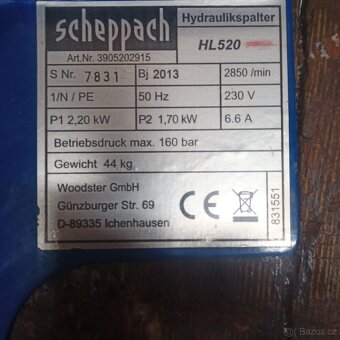 scheppach
Art.Nr. 3905202915
Hydraulikspalter
HL520
S Nr. 7831 Bj 2013 2850 /min
1/N / PE 50 Hz 230 V
P1 2,20 kW P2 1,70 kW 6.6 A
Betriebsdruck max. 160 bar
Gewicht 44 kg
Woodster GmbH
Günzburger Str. 69
D-89335 Ichenhausen
CE
831551
© Bazos.cz